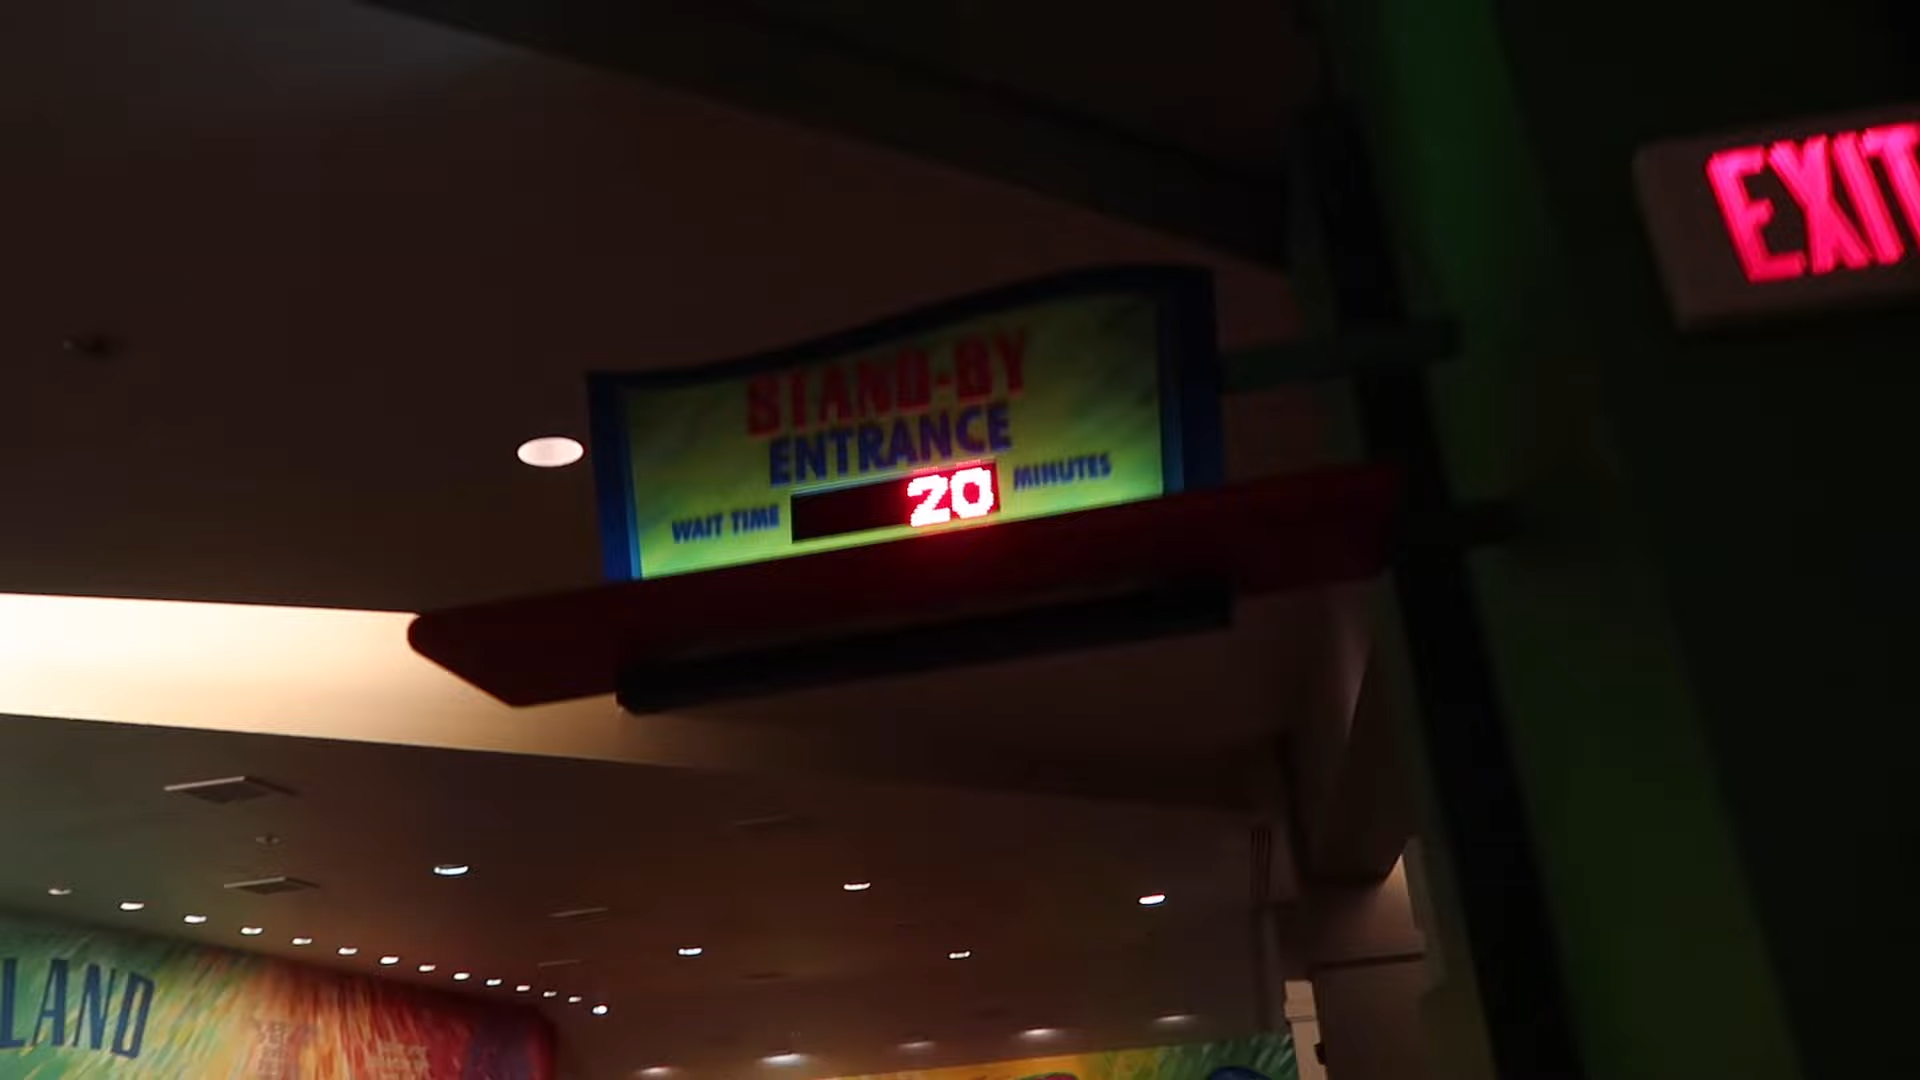 EXIT
STAND-BY
ENTRANCE
WAIT TIME 20 MINUTES
LAND